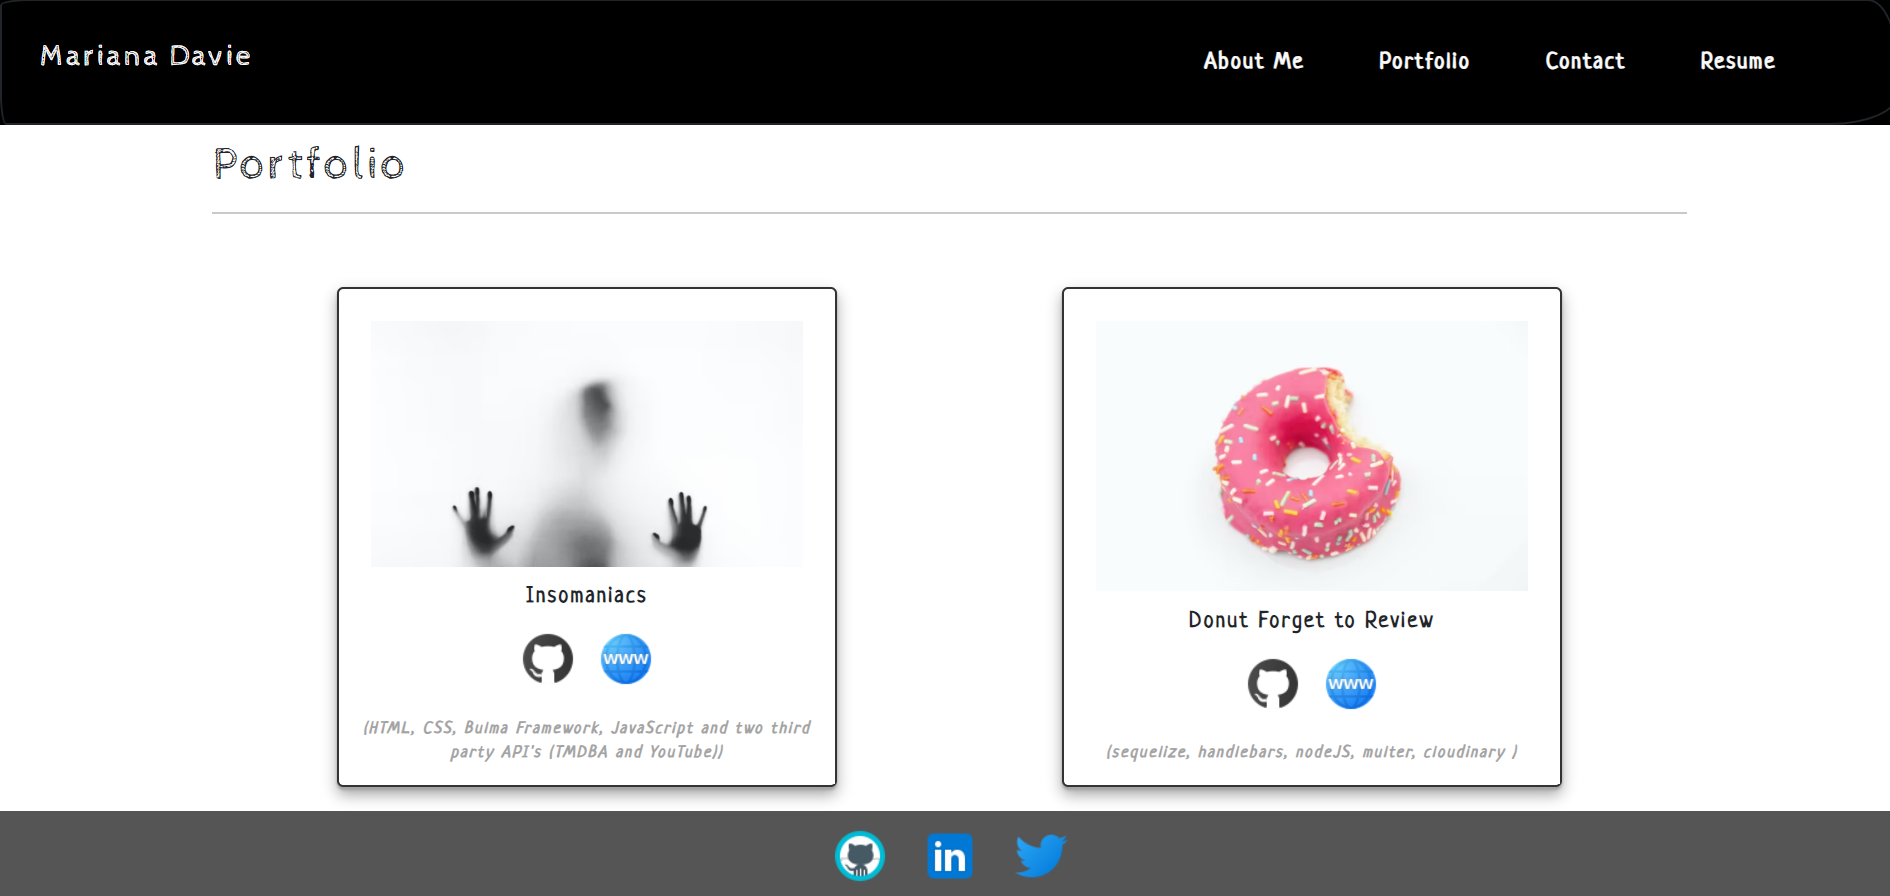 Mariana Davie
About Me Portfolio Contact Resume
Portfolio
Insomaniacs
WWW
(HTML, CSS, Bulma Framework, JavaScript and two third
party API's (TMDBA and YouTube))
Donut Forget to Review
WWW
(sequelize, handlebars, nodeJS, multer, cloudinary )
in